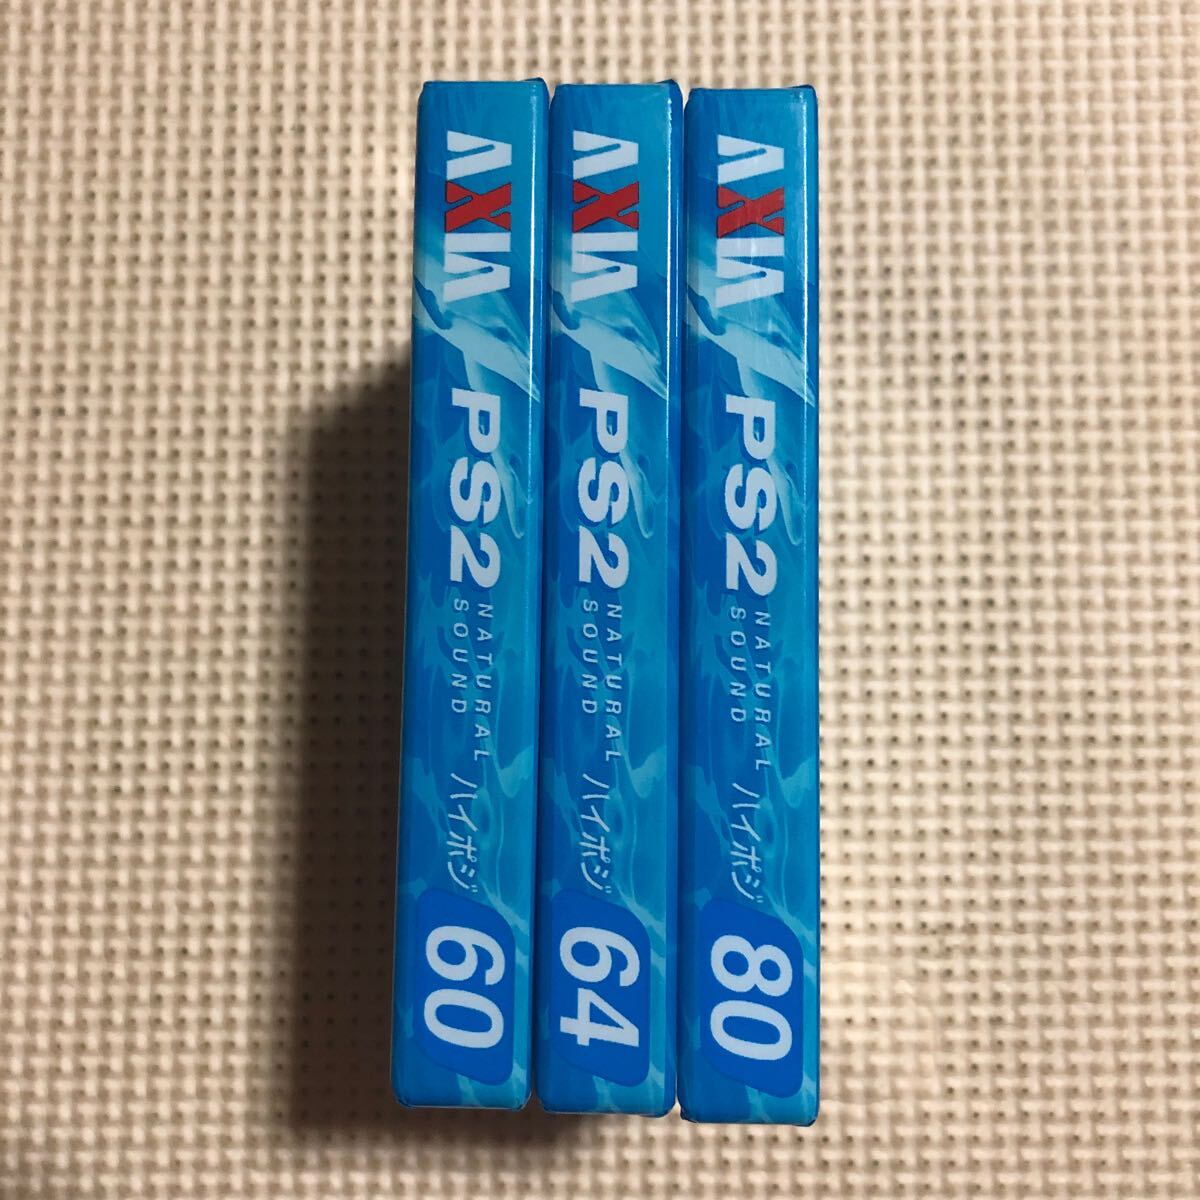 AXIA
PS2
NATURAL
SOUND
ハイポジ
60
AXIA
PS2
NATURAL
SOUND
ハイポジ
64
AXIA
PS2
NATURAL
SOUND
ハイポジ
80